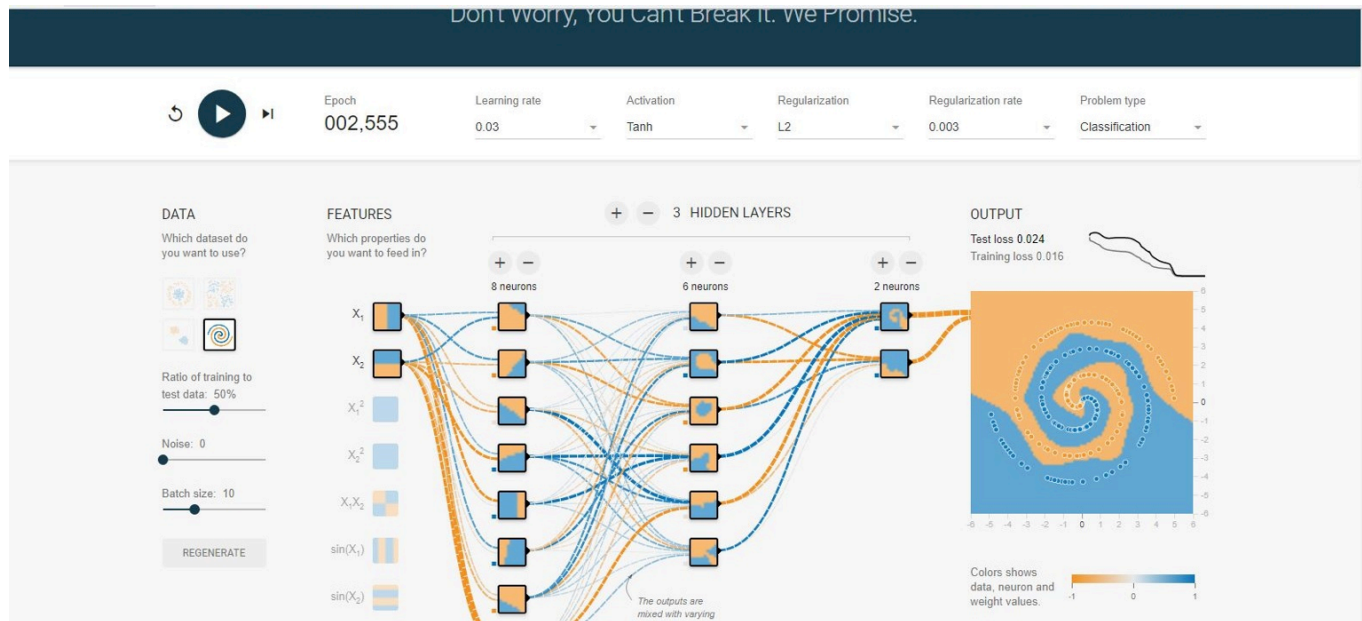 Don't Worry, You Can't Break It. We Promise.
Epoch
002,555
Learning rate
0.03
Activation
Tanh
Regularization
L2
Regularization rate
0.003
Problem type
Classification
DATA
Which dataset do
you want to use?
Ratio of training to
test data: 50%
Noise: 0
Batch size: 10
REGENERATE
FEATURES
Which properties do
you want to feed in?
X₁
X₂
X₁²
X₂²
X₁X₂
sin(X₁)
sin(X₂)
+ − 3 HIDDEN LAYERS
+ −
8 neurons
+ −
6 neurons
+ −
2 neurons
The outputs are
mixed with varying
OUTPUT
Test loss 0.024
Training loss 0.016
6
5
4
3
2
1
0
-1
-2
-3
-4
-5
-6
-6 -5 -4 -3 -2 -1 0 1 2 3 4 5 6
Colors shows
data, neuron and
weight values.
-1 0 1